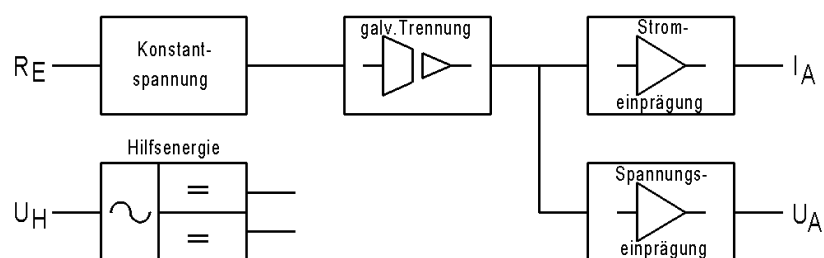 R_E
Konstant-
spannung
galv.Trennung
Strom-
einprägung
I_A
Hilfsenergie
U_H
~
=
=
Spannungs-
einprägung
U_A